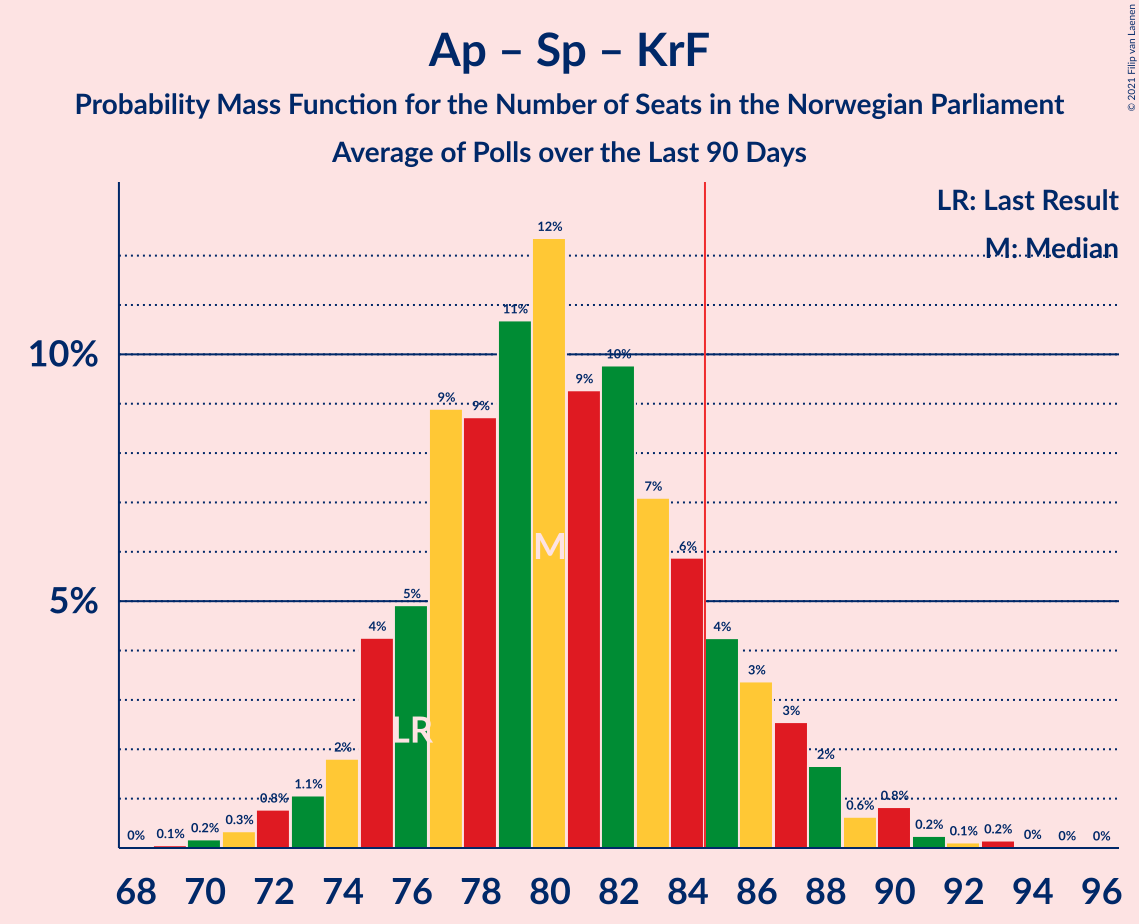 Ap – Sp – KrF
Probability Mass Function for the Number of Seats in the Norwegian Parliament
Average of Polls over the Last 90 Days
© 2021 Filip van Laenen
LR: Last Result
M: Median
10%
5%
0% 0.1% 0.2% 0.3% 0.8% 1.1% 2% 4% 5% 9% 9% 11% 12% 9% 10% 7% 6% 4% 3% 3% 2% 0.6% 0.8% 0.2% 0.1% 0.2% 0% 0% 0%
M
LR
68 70 72 74 76 78 80 82 84 86 88 90 92 94 96